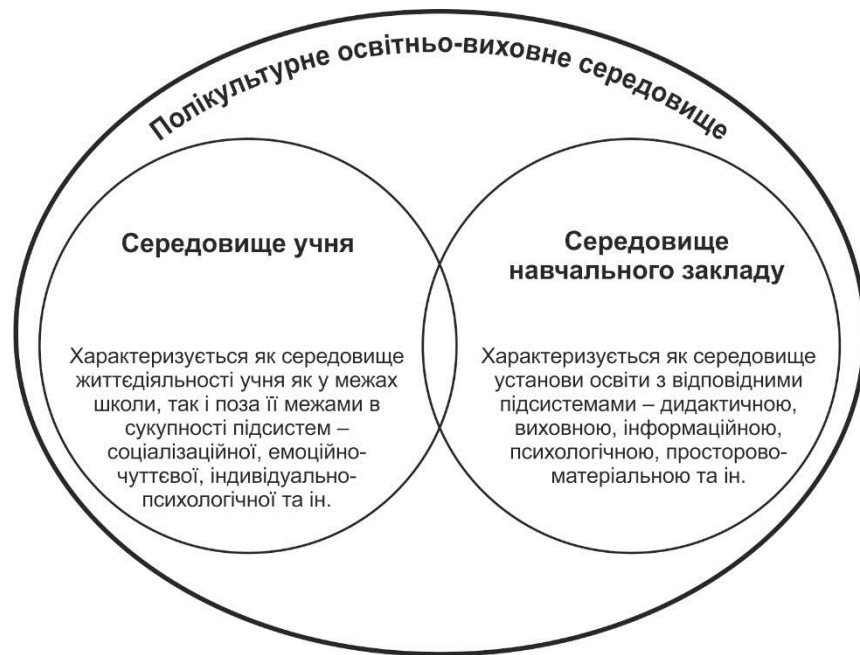 Полікультурне освітньо-виховне середовище
Середовище учня
Характеризується як середовище
життєдіяльності учня як у межах
школи, так і поза її межами в
сукупності підсистем –
соціалізаційної, емоційно-
чуттєвої, індивідуально-
психологічної та ін.
Середовище
навчального закладу
Характеризується як середовище
установи освіти з відповідними
підсистемами – дидактичною,
виховною, інформаційною,
психологічною, просторово-
матеріальною та ін.